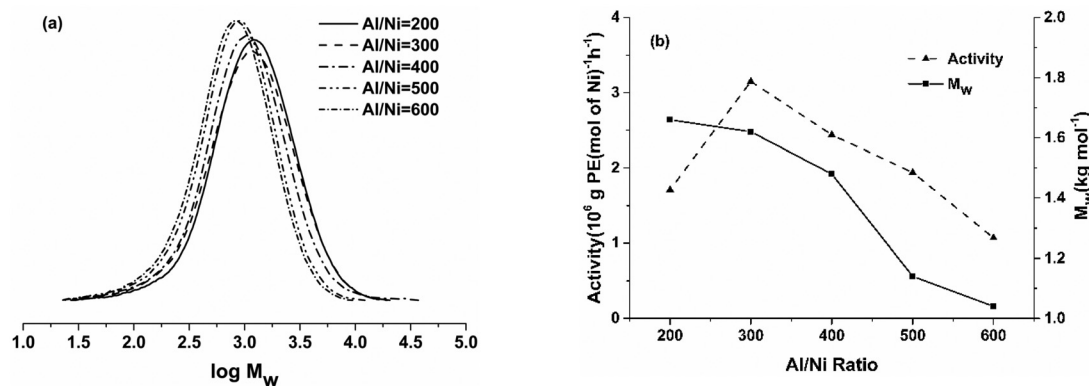 (a)
Al/Ni=200
Al/Ni=300
Al/Ni=400
Al/Ni=500
Al/Ni=600
1.0 1.5 2.0 2.5 3.0 3.5 4.0 4.5 5.0
log Mw
(b)
Activity
Mw
4
3
2
1
0
Activity(10⁶ g PE(mol of Ni)⁻¹h⁻¹)
2.0
1.8
1.6
1.4
1.2
1.0
Mw(kg mol⁻¹)
200 300 400 500 600
Al/Ni Ratio